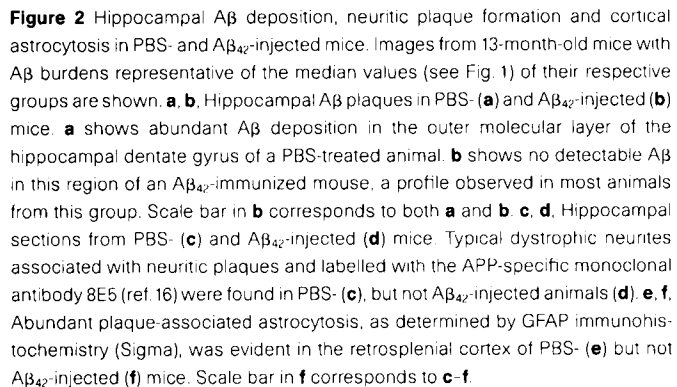 Figure 2 Hippocampal Aβ deposition, neuritic plaque formation and cortical
astrocytosis in PBS- and Aβ₄₂-injected mice. Images from 13-month-old mice with
Aβ burdens representative of the median values (see Fig. 1) of their respective
groups are shown. a, b, Hippocampal Aβ plaques in PBS- (a) and Aβ₄₂-injected (b)
mice. a shows abundant Aβ deposition in the outer molecular layer of the
hippocampal dentate gyrus of a PBS-treated animal. b shows no detectable Aβ
in this region of an Aβ₄₂-immunized mouse, a profile observed in most animals
from this group. Scale bar in b corresponds to both a and b. c, d, Hippocampal
sections from PBS- (c) and Aβ₄₂-injected (d) mice. Typical dystrophic neurites
associated with neuritic plaques and labelled with the APP-specific monoclonal
antibody 8E5 (ref. 16) were found in PBS- (c), but not Aβ₄₂-injected animals (d). e, f,
Abundant plaque-associated astrocytosis, as determined by GFAP immunohis-
tochemistry (Sigma), was evident in the retrosplenial cortex of PBS- (e) but not
Aβ₄₂-injected (f) mice. Scale bar in f corresponds to c–f.